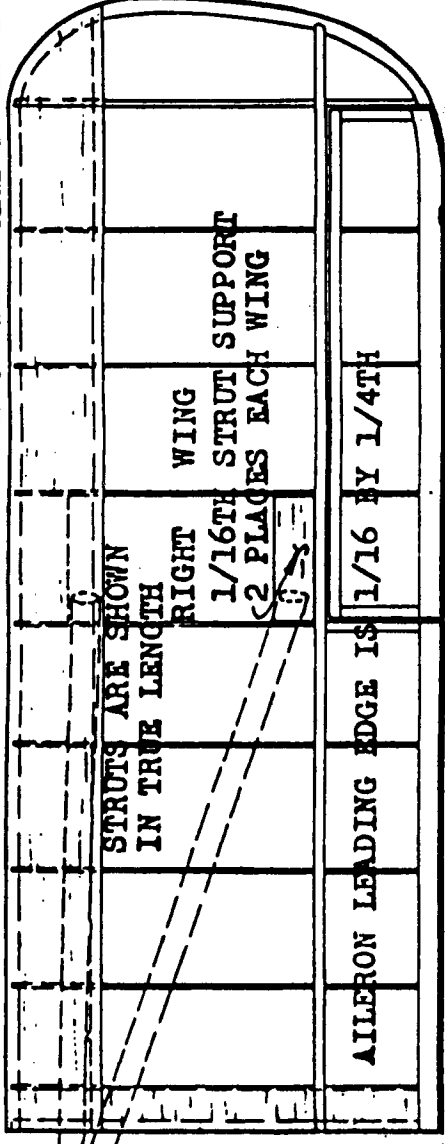 STRUTS ARE SHOWN
IN TRUE LENGTH
RIGHT WING
1/16TH STRUT SUPPORT
2 PLACES EACH WING
AILERON LEADING EDGE IS 1/16 BY 1/4TH